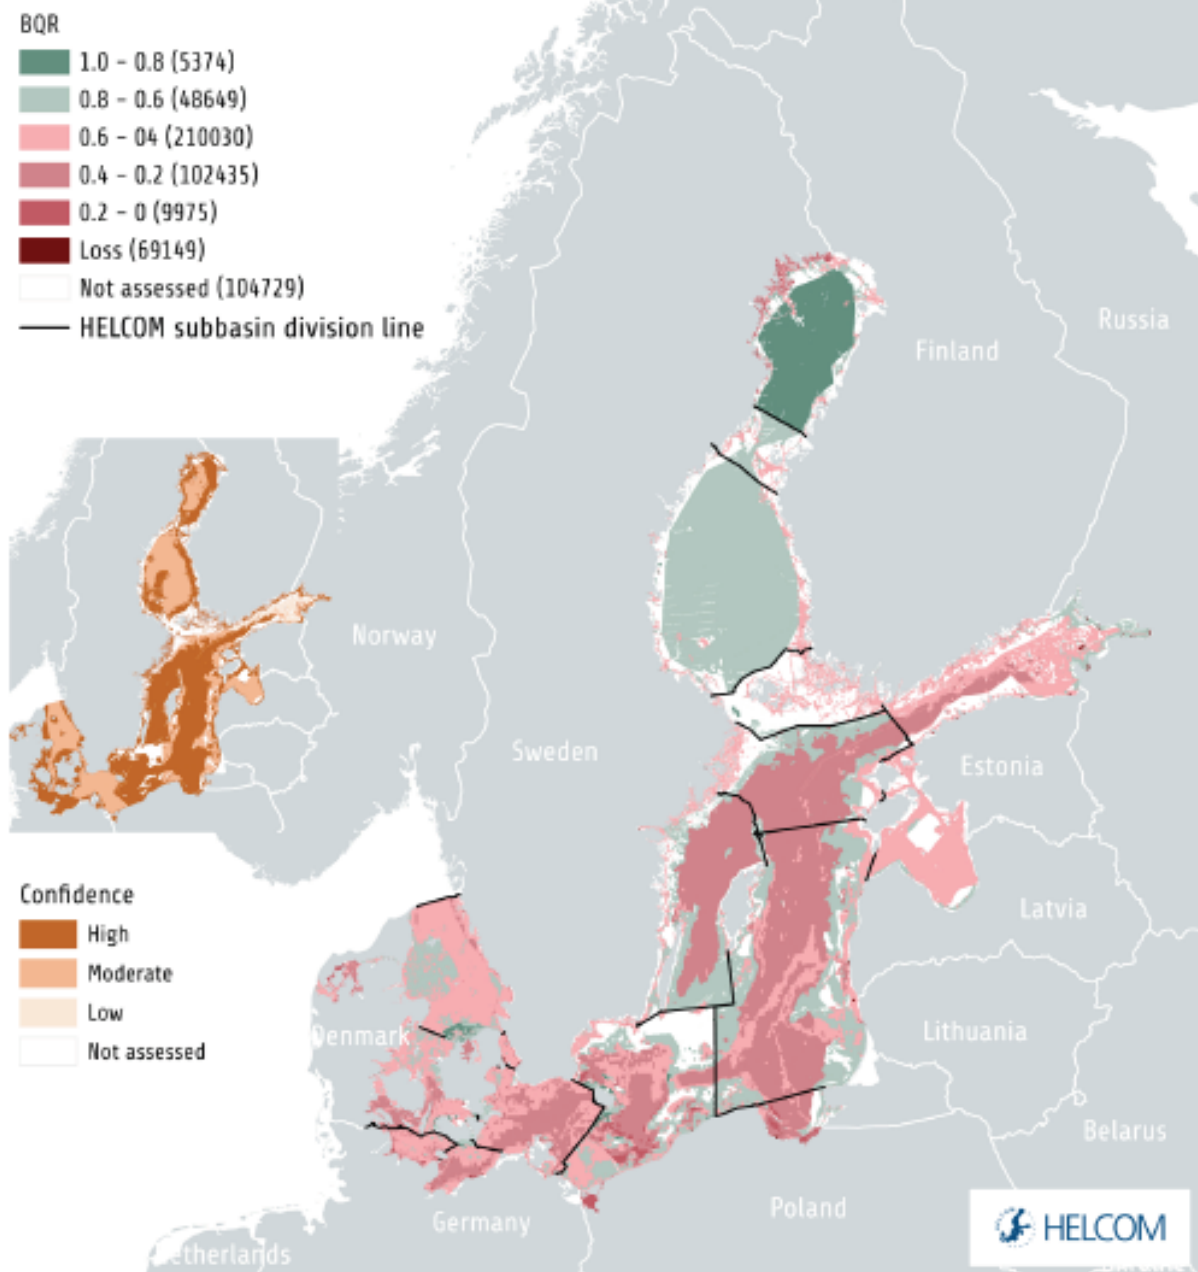 BQR
1.0 - 0.8 (5374)
0.8 - 0.6 (48649)
0.6 - 04 (210030)
0.4 - 0.2 (102435)
0.2 - 0 (9975)
Loss (69149)
Not assessed (104729)
HELCOM subbasin division line
Russia
Finland
Norway
Sweden
Estonia
Confidence
High
Moderate
Low
Not assessed
Latvia
Denmark
Lithuania
Belarus
Poland
Germany
etherlands
HELCOM